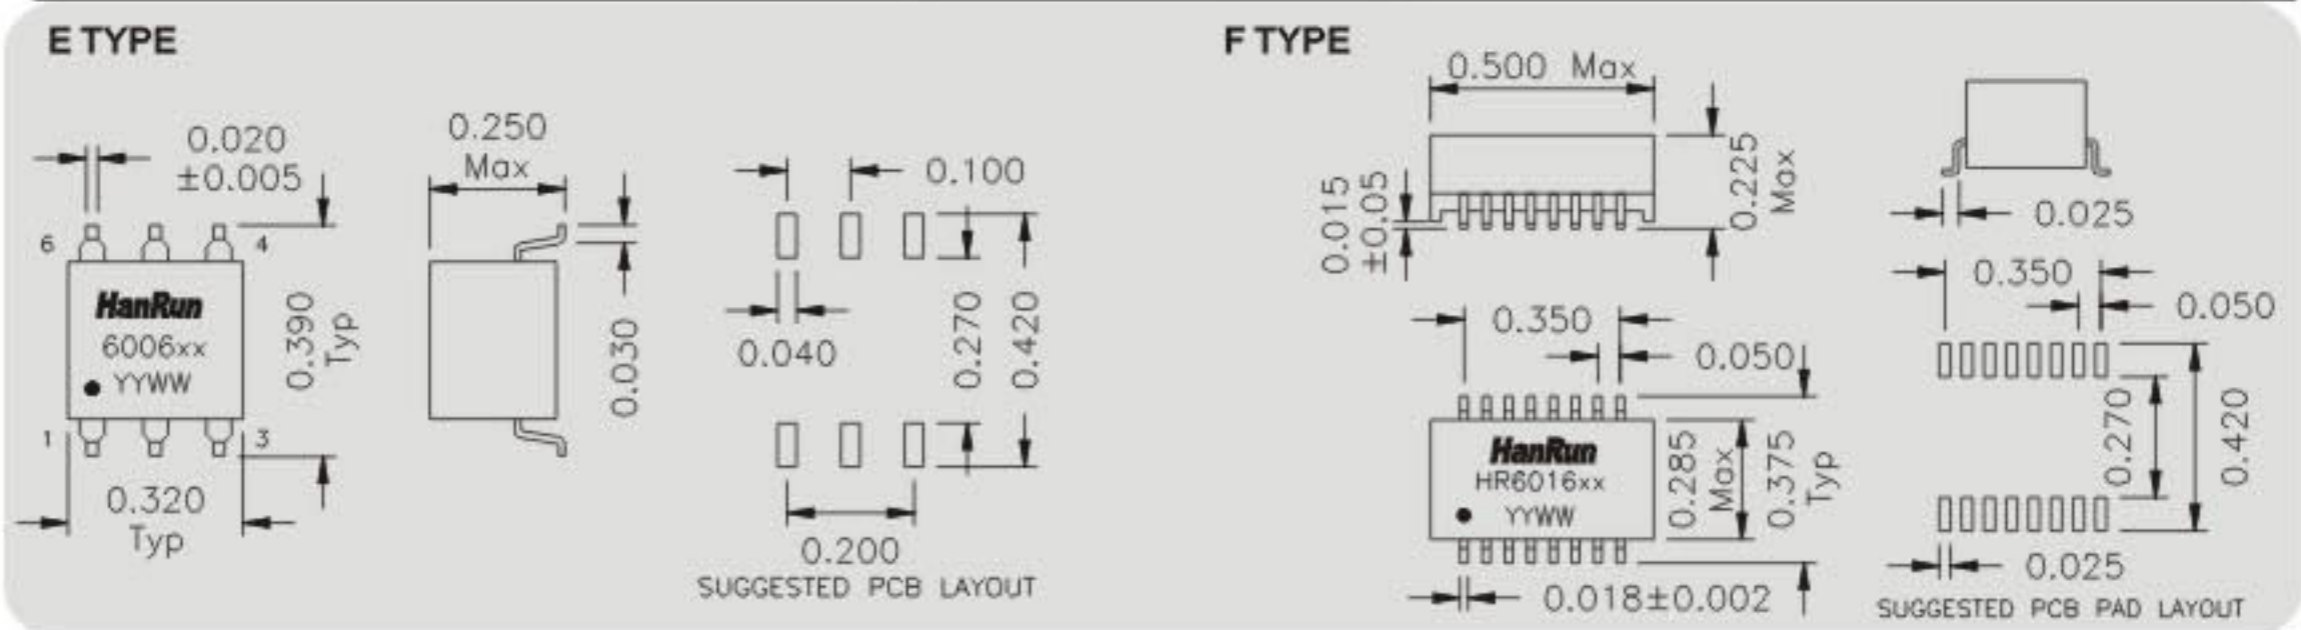 E TYPE
0.020
±0.005
6
4
HanRun
6006xx
YYWW
1
3
0.390
Typ
0.320
Typ
0.250
Max
0.030
0.100
0.040
0.270
0.420
0.200
SUGGESTED PCB LAYOUT
F TYPE
0.500 Max
0.015
±0.05
0.225
Max
0.350
0.050
HanRun
HR6016xx
YYWW
0.285
Max
0.375
Typ
0.018±0.002
0.025
0.350
0.050
0.270
0.420
0.025
SUGGESTED PCB PAD LAYOUT